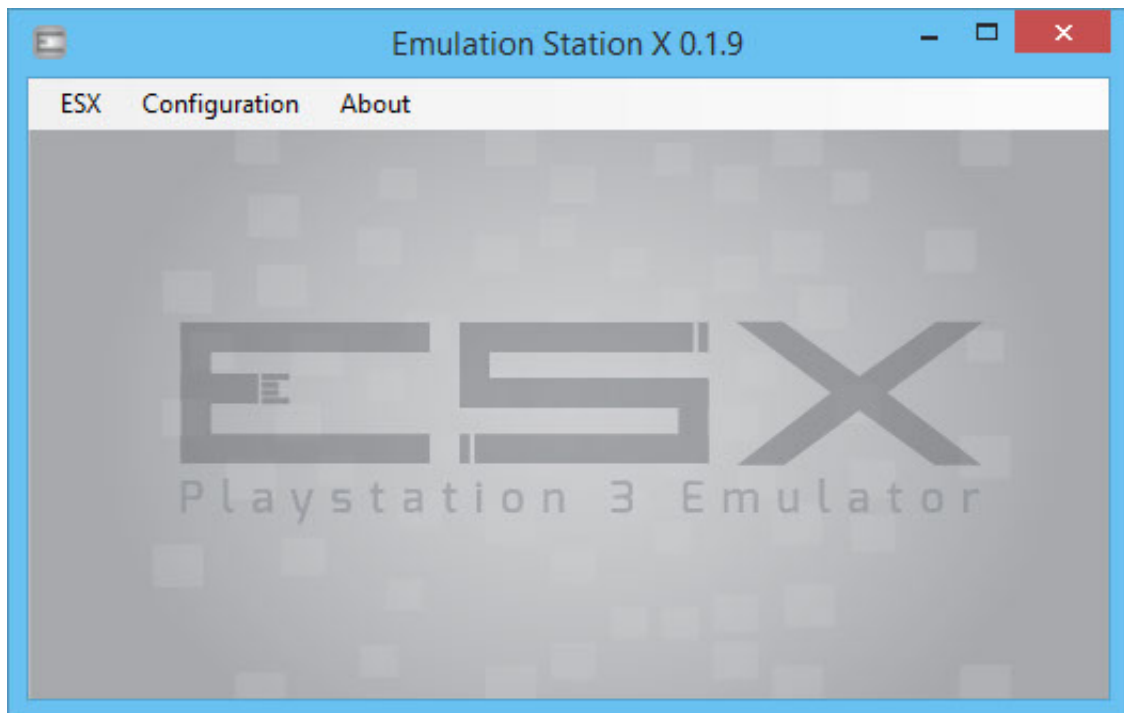 Emulation Station X 0.1.9
ESX Configuration About
ESX
Playstation 3 Emulator